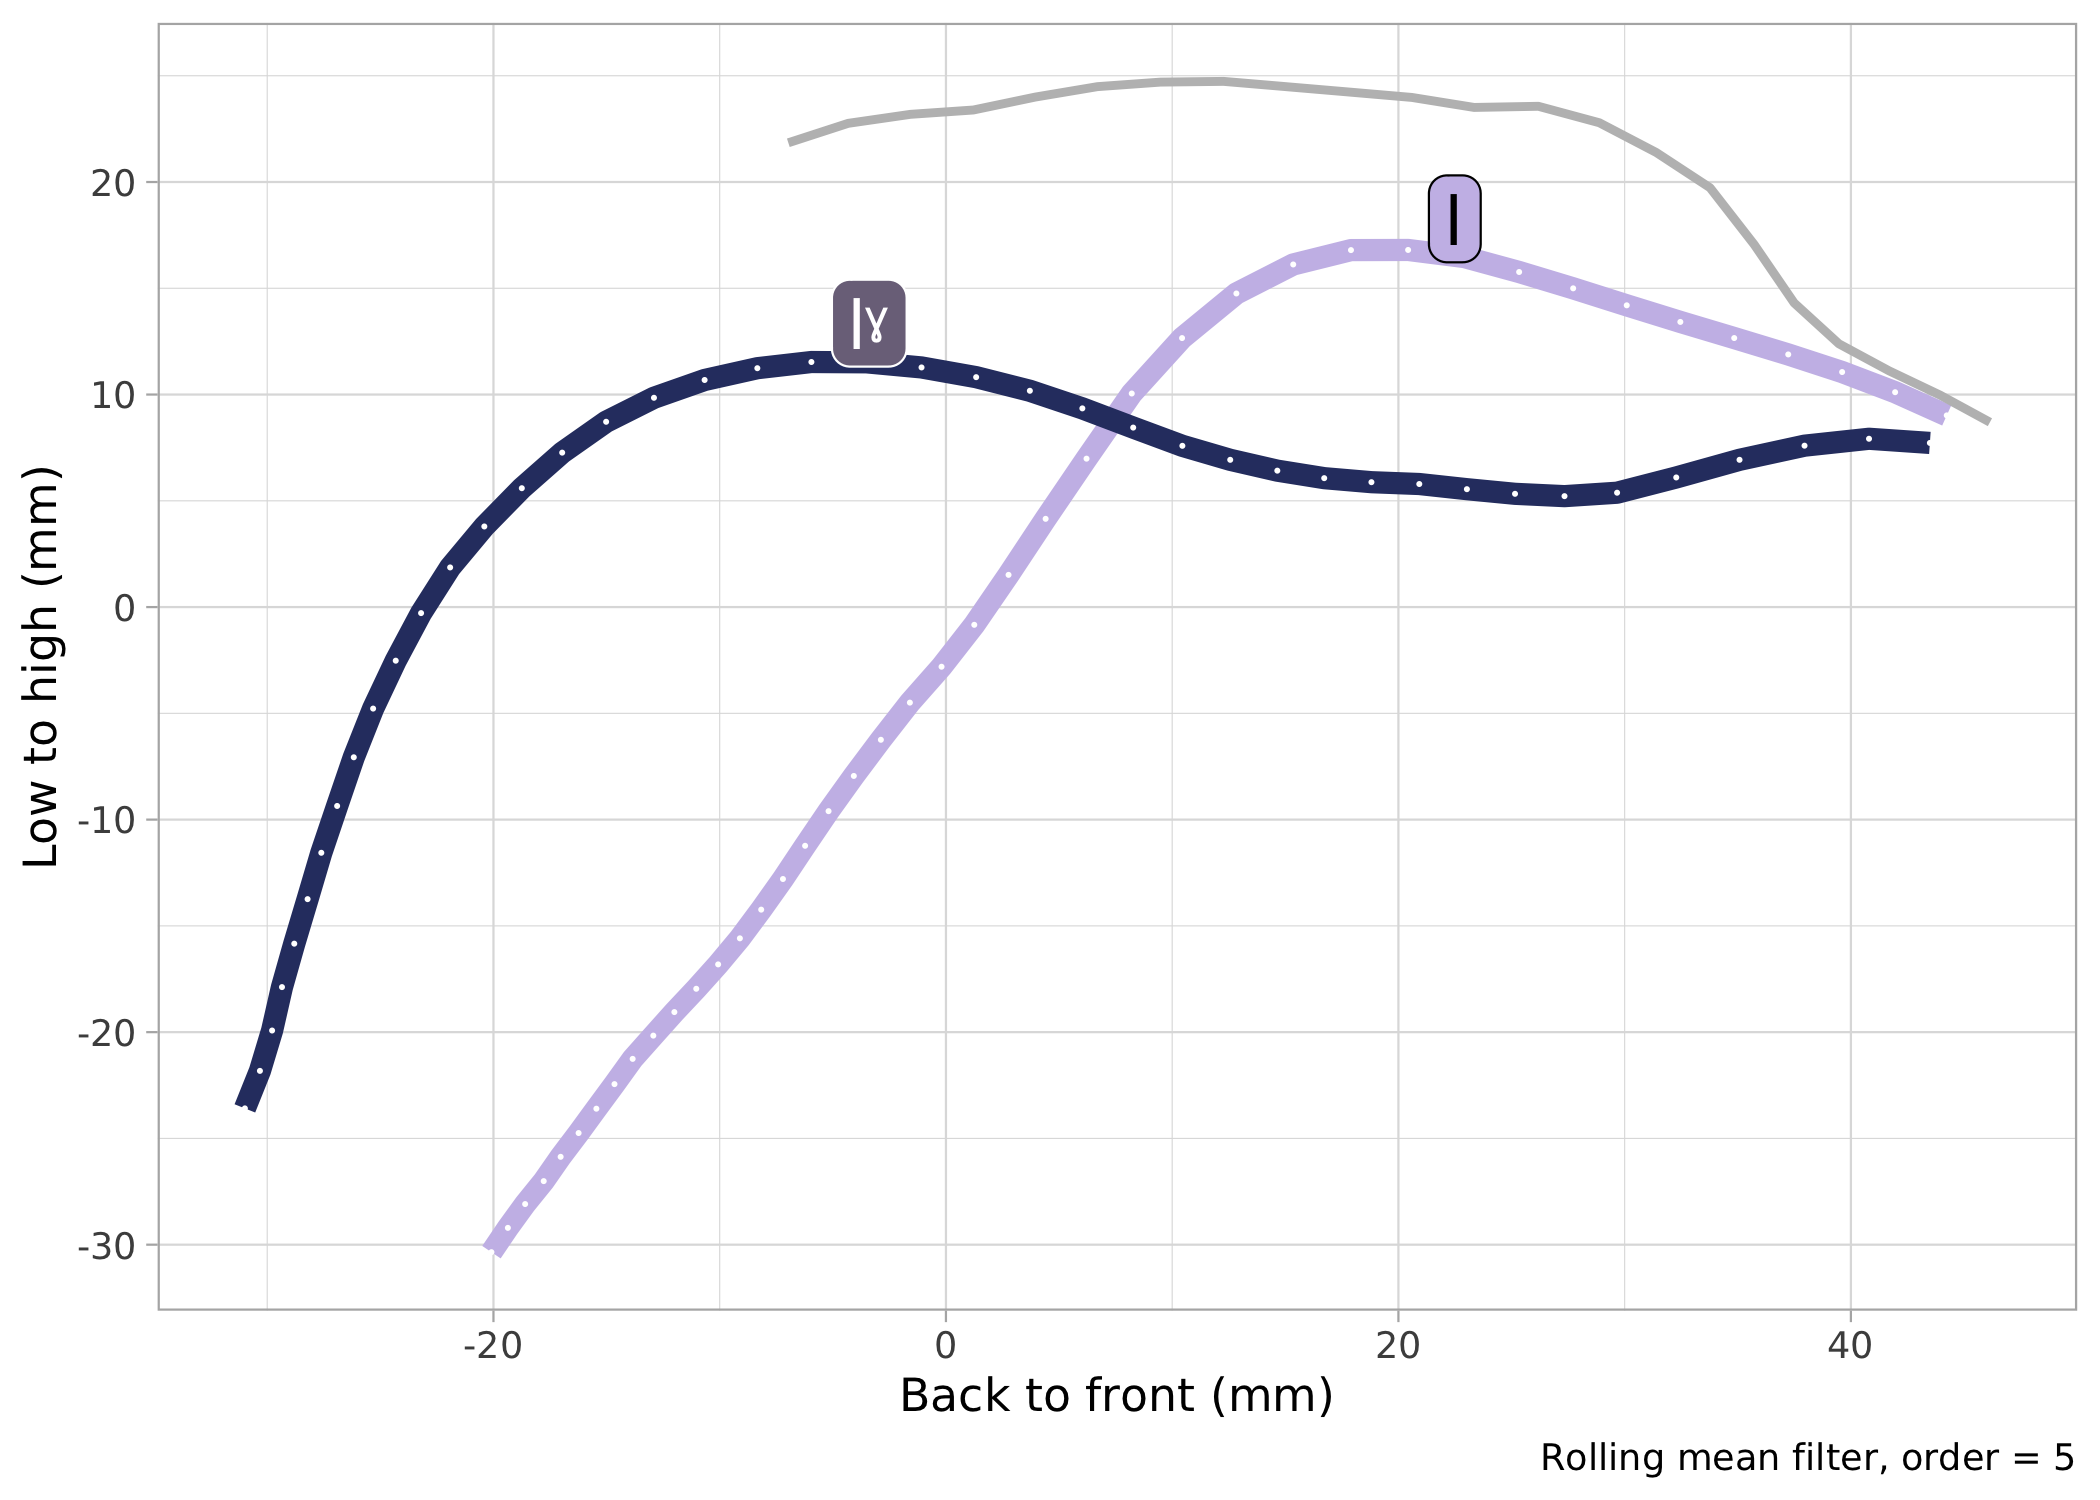 20
10
0
-10
-20
-30
Low to high (mm)
l
lɣ
-20 0 20 40
Back to front (mm)
Rolling mean filter, order = 5